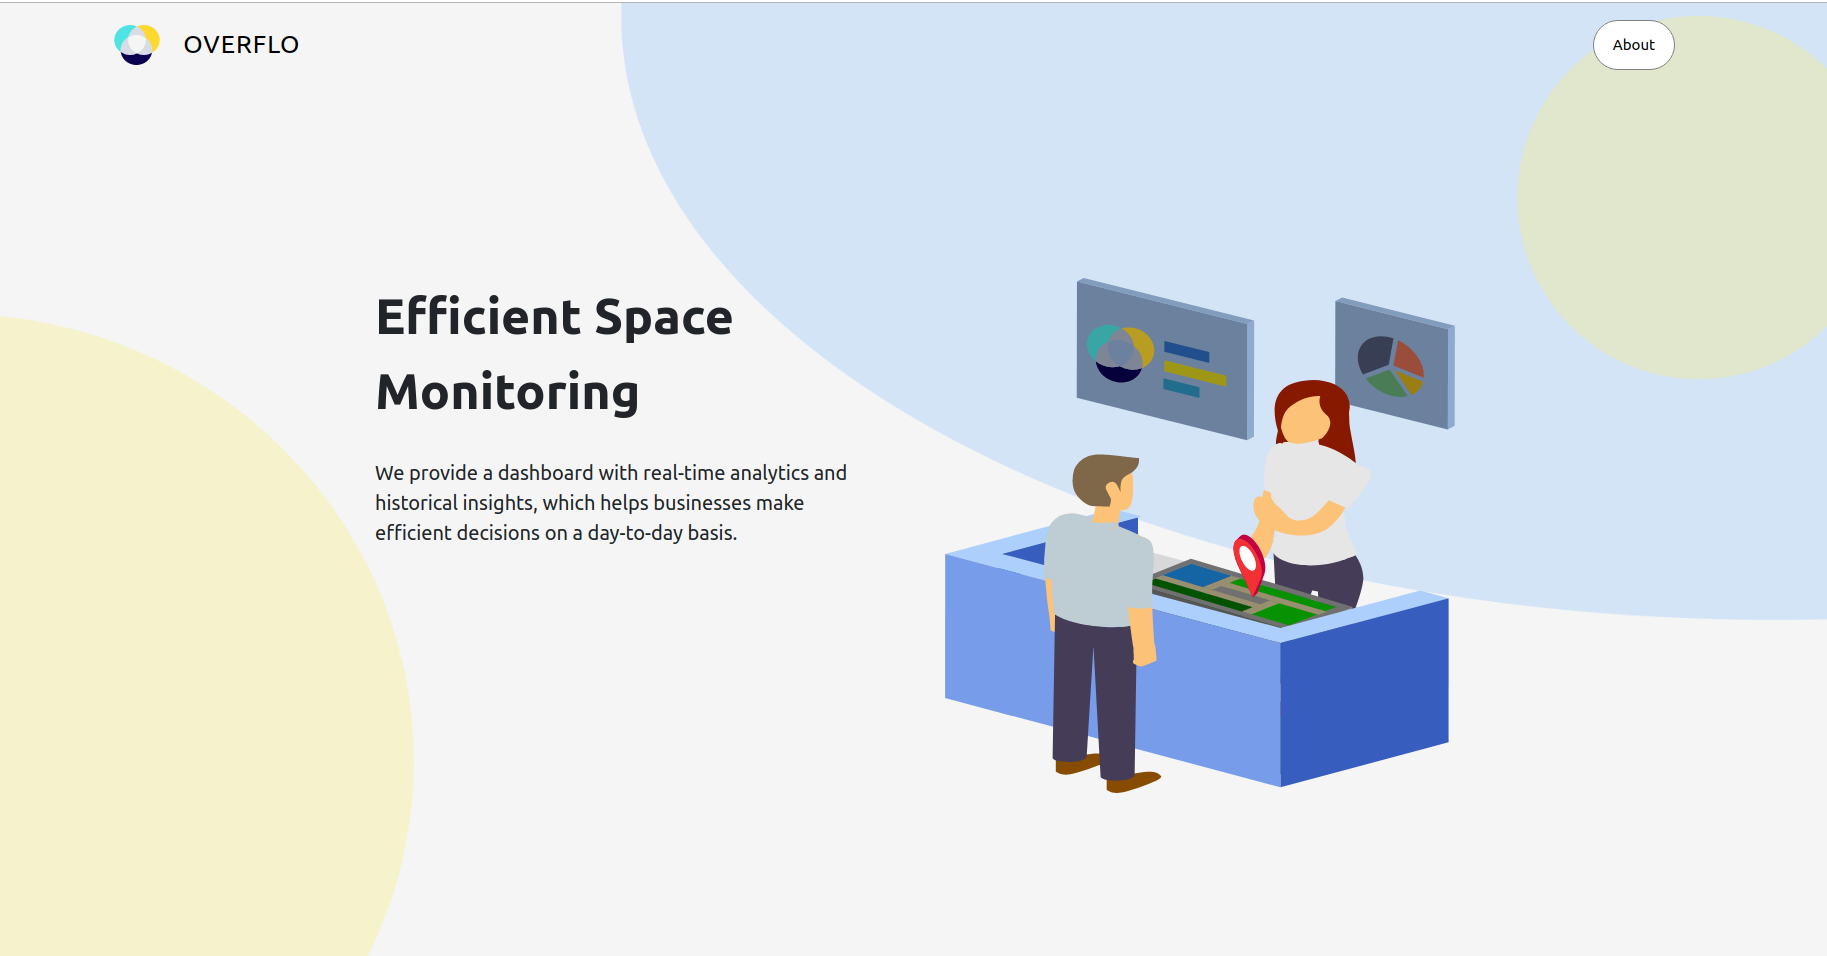 OVERFLO
About
Efficient Space
Monitoring
We provide a dashboard with real-time analytics and
historical insights, which helps businesses make
efficient decisions on a day-to-day basis.